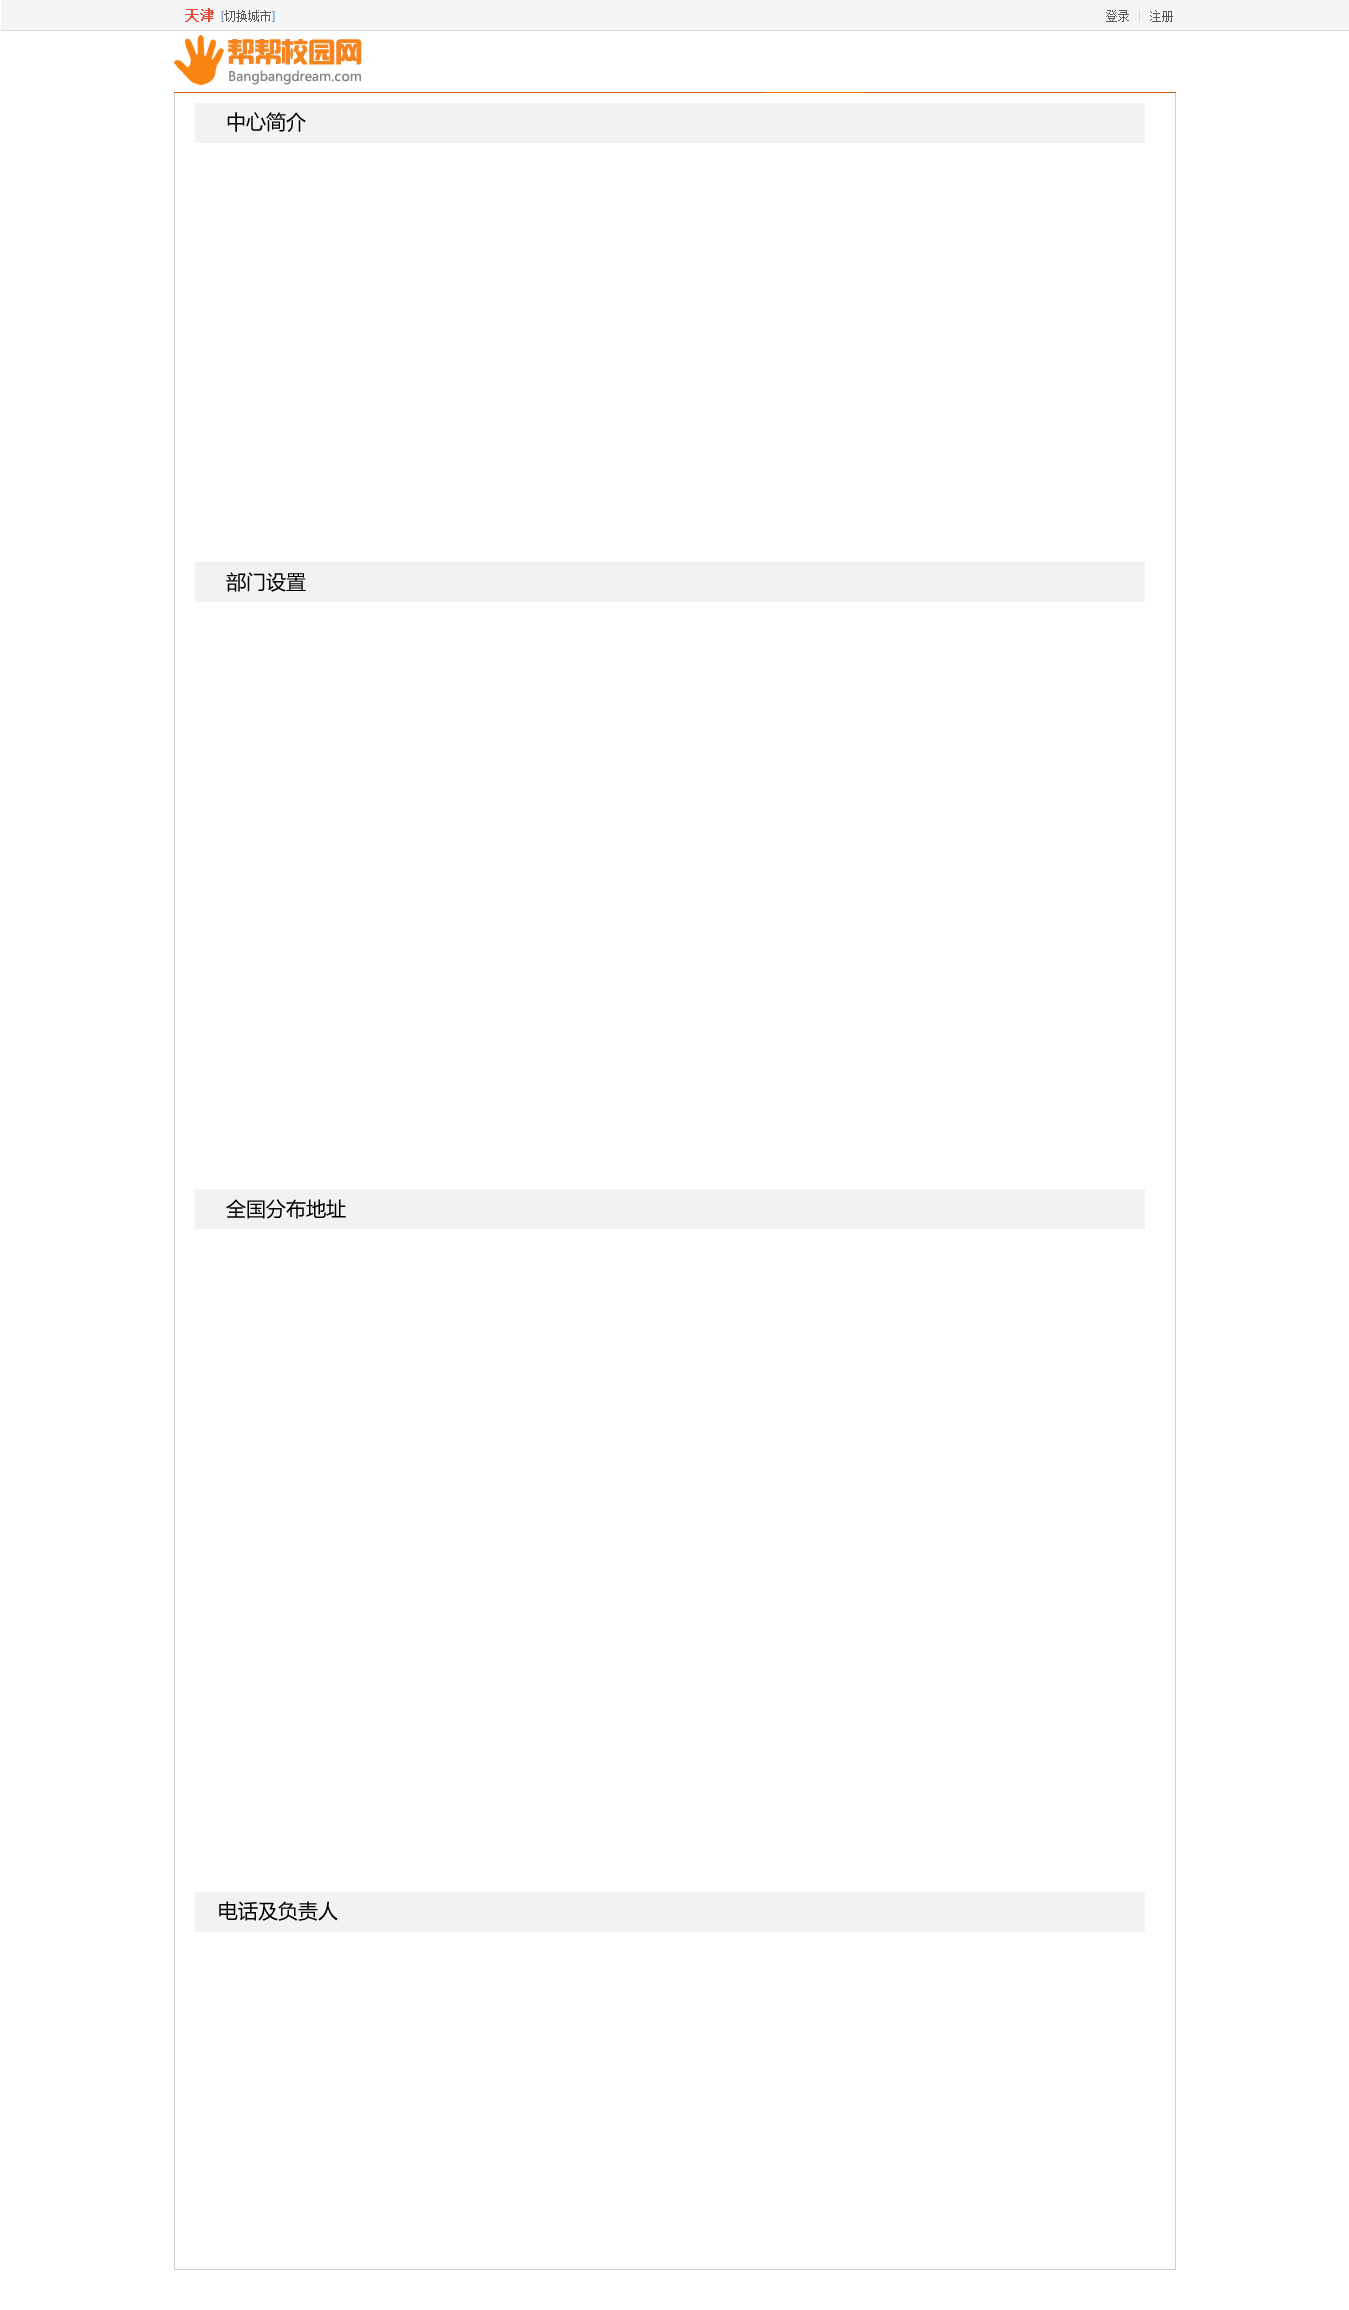 天津 [切换城市] 登录 | 注册
帮帮校园网
Bangbangdream.com
中心简介
部门设置
全国分布地址
电话及负责人